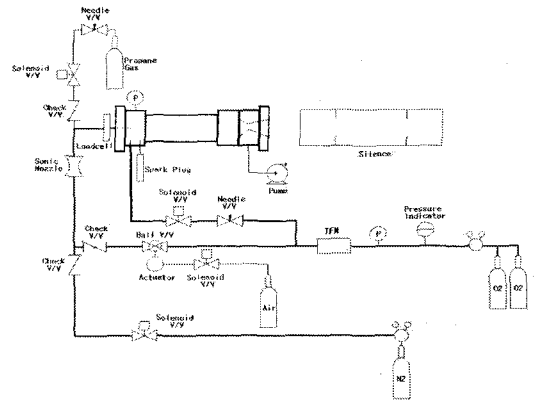 Needle
V/V
Propane
Gas
Solenoid
V/V
Check
V/V
P
Loadcell
Sonic
Nozzle
Spark Plug
Silence
Pump
Solenoid
V/V
Needle
V/V
Pressure
Indicator
Check
V/V
Ball V/V
TFM
P
Check
V/V
Actuator
Solenoid
V/V
Air
O2
O2
Solenoid
V/V
N2